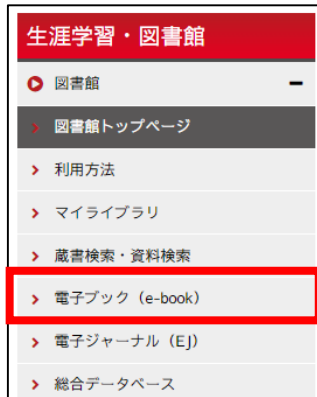 生涯学習・図書館
図書館
図書館トップページ
利用方法
マイライブラリ
蔵書検索・資料検索
電子ブック（e-book）
電子ジャーナル（EJ）
総合データベース